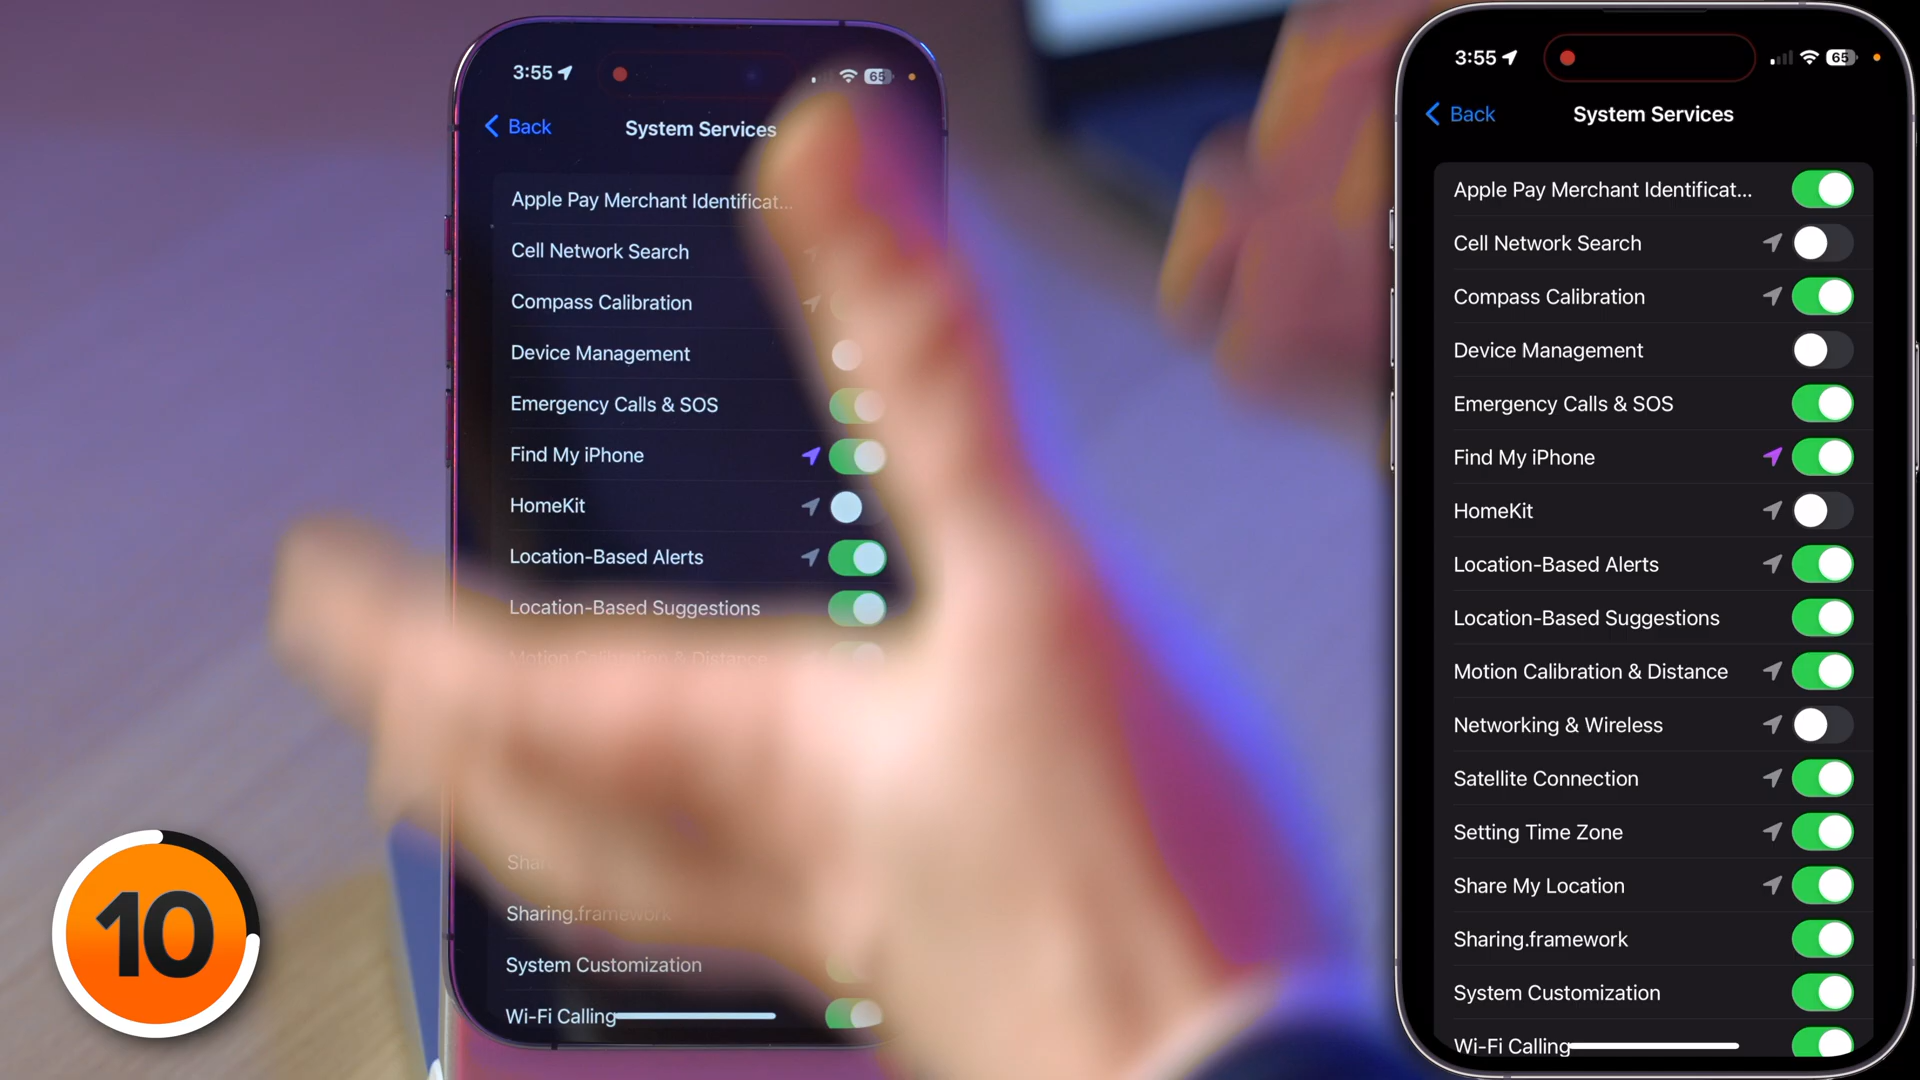 3:55
65
Back
System Services
Apple Pay Merchant Identificat...
Cell Network Search
Compass Calibration
Device Management
Emergency Calls & SOS
Find My iPhone
HomeKit
Location-Based Alerts
Location-Based Suggestions
Motion Calibration & Distance
Sharing.framework
System Customization
Wi-Fi Calling
10
3:55
65
Back
System Services
Apple Pay Merchant Identificat...
Cell Network Search
Compass Calibration
Device Management
Emergency Calls & SOS
Find My iPhone
HomeKit
Location-Based Alerts
Location-Based Suggestions
Motion Calibration & Distance
Networking & Wireless
Satellite Connection
Setting Time Zone
Share My Location
Sharing.framework
System Customization
Wi-Fi Calling